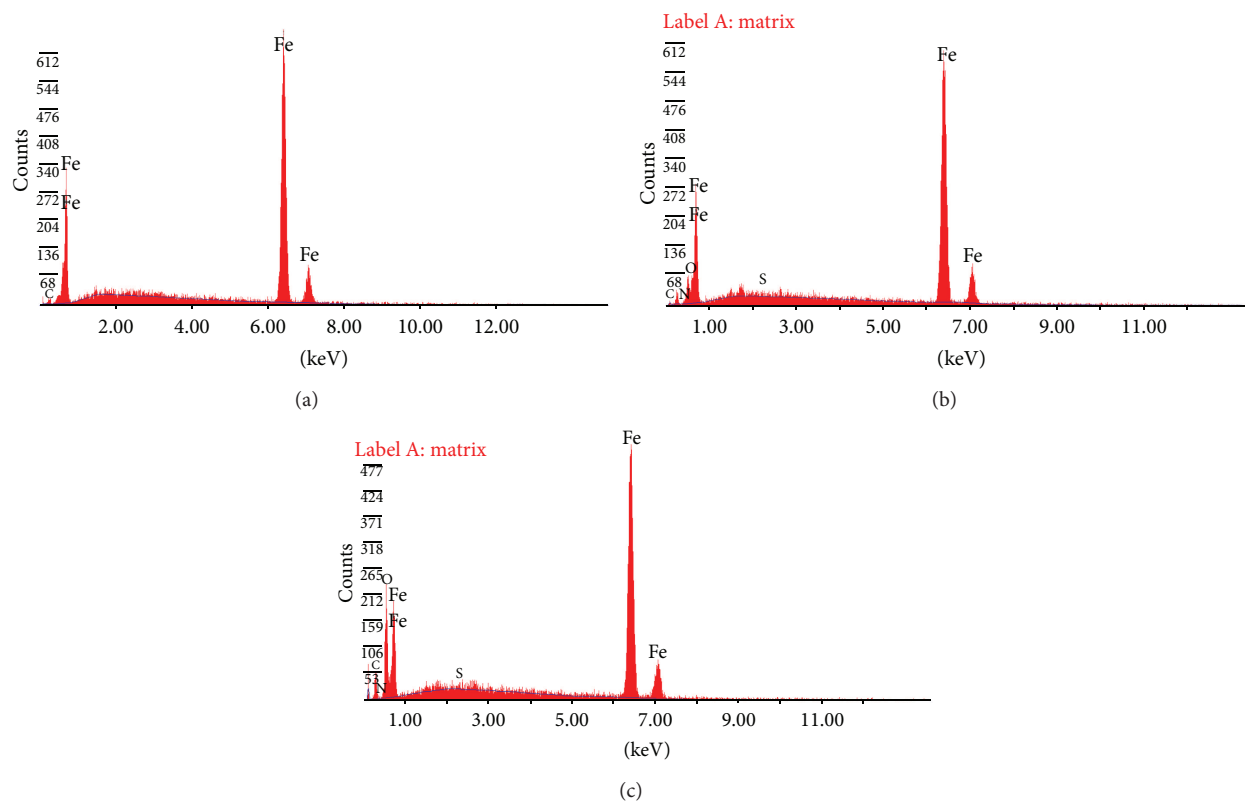 Fe
612
544
476
408
340
272
204
136
68
Counts
Fe
Fe
C
Fe
2.00 4.00 6.00 8.00 10.00 12.00
(keV)
(a)
Label A: matrix
612
544
476
408
340
272
204
136
68
Counts
Fe
Fe
Fe
O
C N
S
Fe
1.00 3.00 5.00 7.00 9.00 11.00
(keV)
(b)
Label A: matrix
477
424
371
318
265
212
159
106
53
Counts
Fe
O
Fe
Fe
C
N
S
Fe
1.00 3.00 5.00 7.00 9.00 11.00
(keV)
(c)